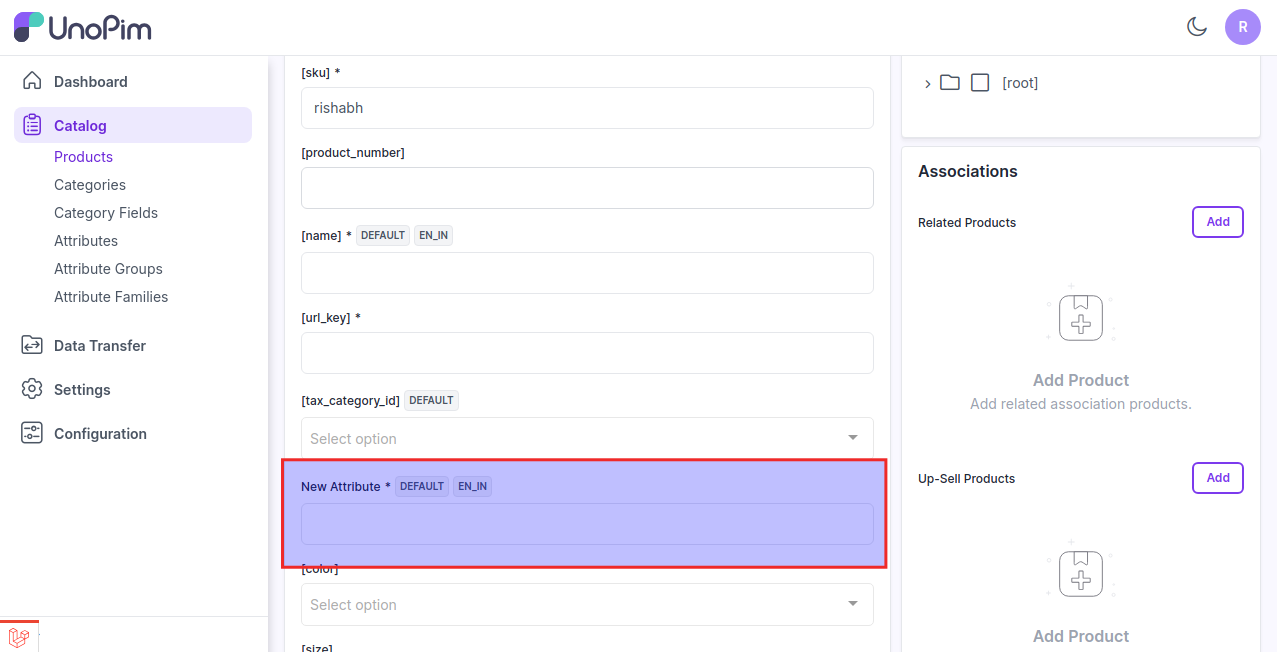 UnoPim
R
Dashboard
Catalog
Products
Categories
Category Fields
Attributes
Attribute Groups
Attribute Families
Data Transfer
Settings
Configuration
[sku] *
rishabh
[product_number]
[name] * DEFAULT EN_IN
[url_key] *
[tax_category_id] DEFAULT
Select option
New Attribute * DEFAULT EN_IN
[color]
Select option
[size]
[root]
Associations
Related Products Add
Add Product
Add related association products.
Up-Sell Products Add
Add Product